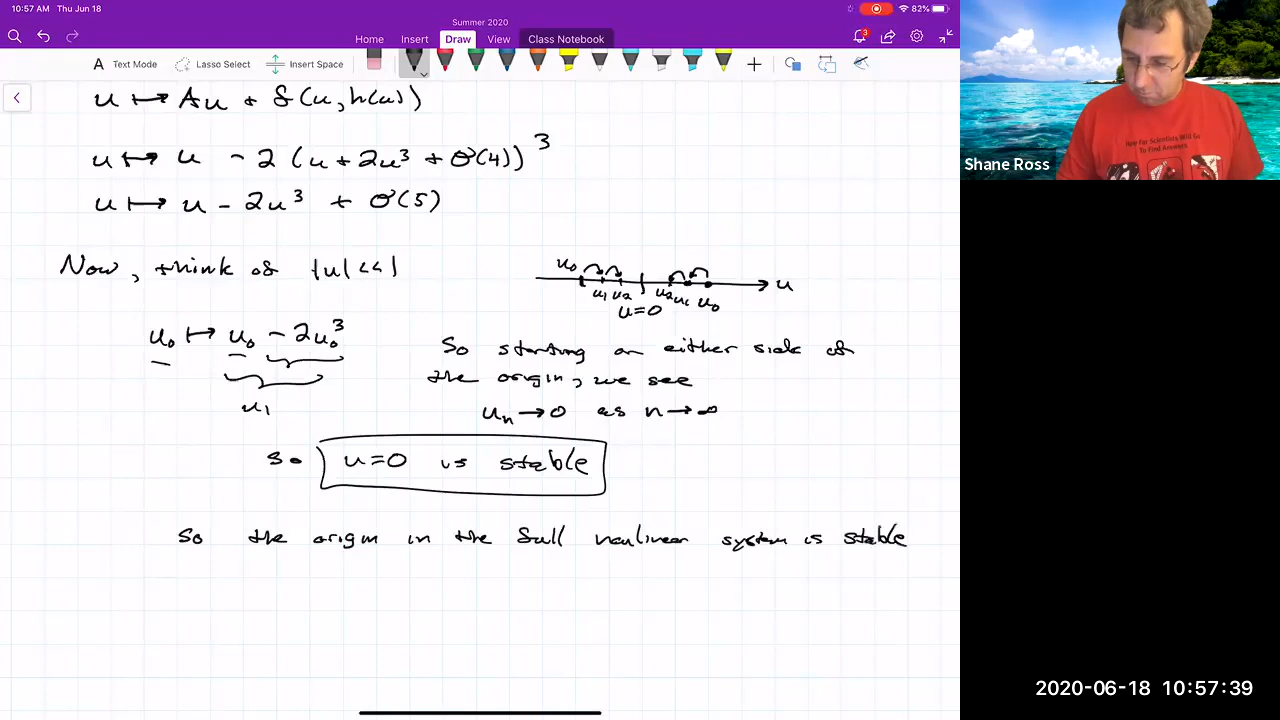 10:57 AM Thu Jun 18
82%
Summer 2020
Home Insert Draw View Class Notebook
3
A Text Mode Lasso Select Insert Space
u ↦ Au + f(u, h(u))
u ↦ u - 2(u + 2u³ + O(4))³
u ↦ u - 2u³ + O(5)
Now, think of |u| << 1
u₀ u₁ u₂ u=0 u₂ u₁ u₀ u
u₀ ↦ u₀ - 2u₀³
u₁
So starting on either side of
the origin, we see
uₙ → 0 as n → ∞
so u=0 is stable
So the origin in the full nonlinear system is stable
Shane Ross
To Find Answers
2020-06-18 10:57:39